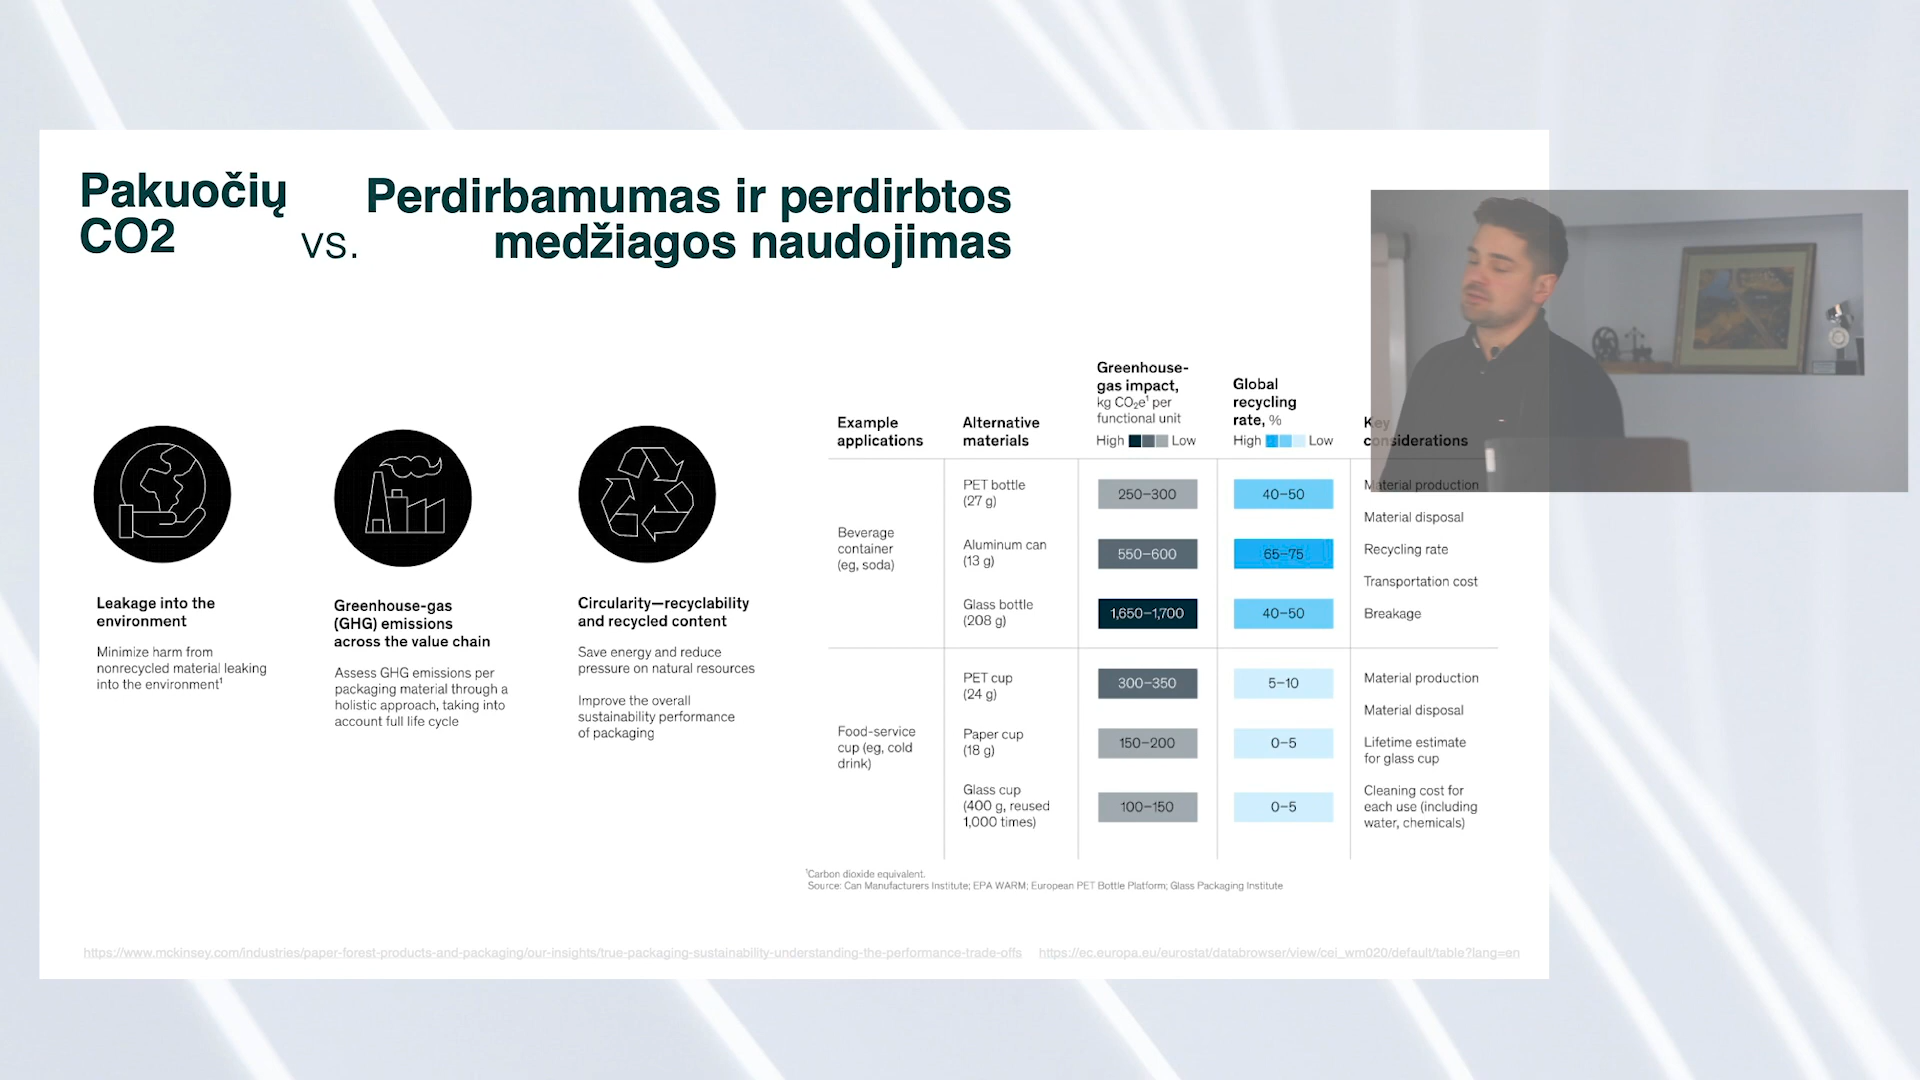 Pakuočių
CO2
vs.
Perdirbamumas ir perdirbtos
medžiagos naudojimas
Leakage into the
environment
Minimize harm from
nonrecycled material leaking
into the environment¹
Greenhouse-gas
(GHG) emissions
across the value chain
Assess GHG emissions per
packaging material through a
holistic approach, taking into
account full life cycle
Circularity—recyclability
and recycled content
Save energy and reduce
pressure on natural resources
Improve the overall
sustainability performance
of packaging
Example
applications
Alternative
materials
Greenhouse-
gas impact,
kg CO₂e¹ per
functional unit
High Low
Global
recycling
rate, %
High Low
Key
considerations
Beverage
container
(eg, soda)
PET bottle
(27 g)
250–300
40–50
Aluminum can
(13 g)
550–600
65–75
Glass bottle
(208 g)
1,650–1,700
40–50
Material production
Material disposal
Recycling rate
Transportation cost
Breakage
Food-service
cup (eg, cold
drink)
PET cup
(24 g)
300–350
5–10
Paper cup
(18 g)
150–200
0–5
Glass cup
(400 g, reused
1,000 times)
100–150
0–5
Material production
Material disposal
Lifetime estimate
for glass cup
Cleaning cost for
each use (including
water, chemicals)
¹Carbon dioxide equivalent.
Source: Can Manufacturers Institute; EPA WARM; European PET Bottle Platform; Glass Packaging Institute
https://www.mckinsey.com/industries/paper-forest-products-and-packaging/our-insights/true-packaging-sustainability-understanding-the-performance-trade-offs
https://ec.europa.eu/eurostat/databrowser/view/cei_wm020/default/table?lang=en